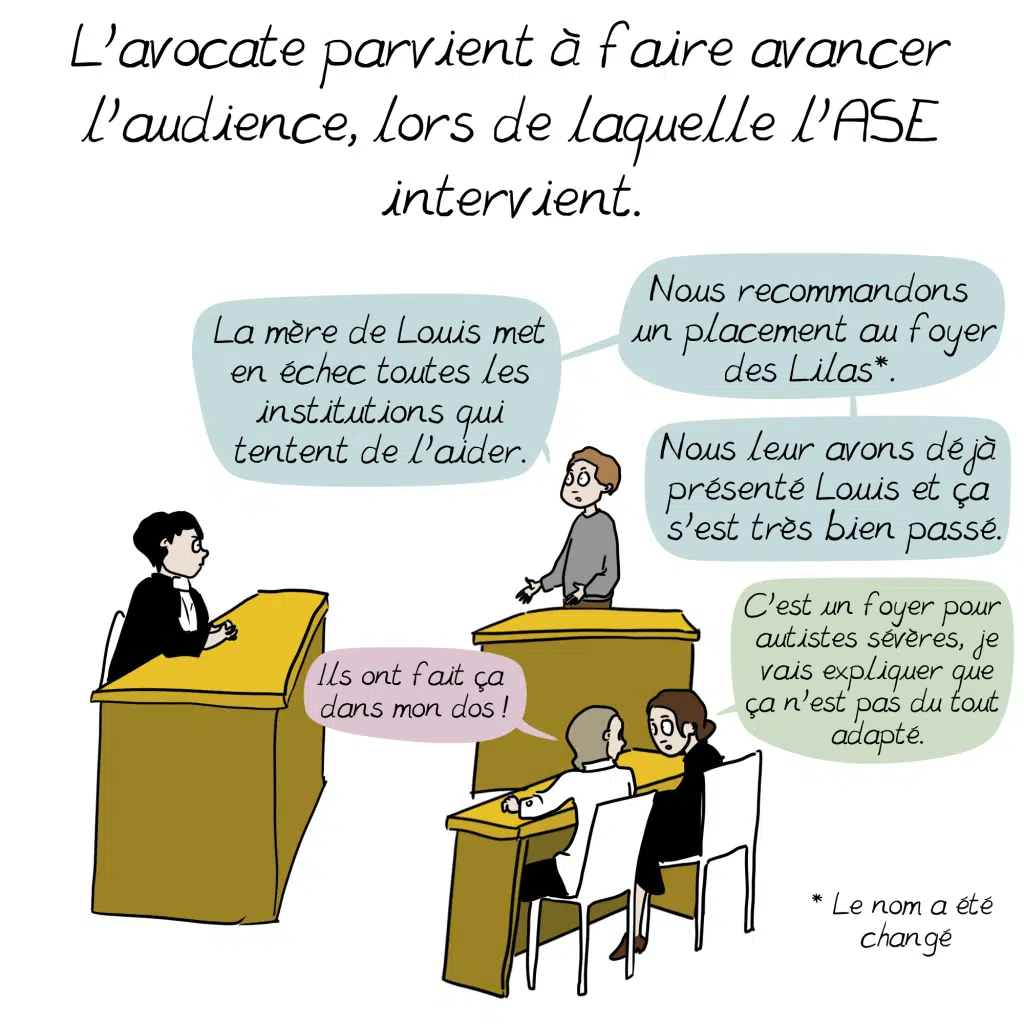 L'avocate parvient à faire avancer
l'audience, lors de laquelle l'ASE
intervient.
La mère de Louis met
en échec toutes les
institutions qui
tentent de l'aider.
Nous recommandons
un placement au foyer
des Lilas*.
Nous leur avons déjà
présenté Louis et ça
s'est très bien passé.
Ils ont fait ça
dans mon dos !
C'est un foyer pour
autistes sévères, je
vais expliquer que
ça n'est pas du tout
adapté.
* Le nom a été
changé